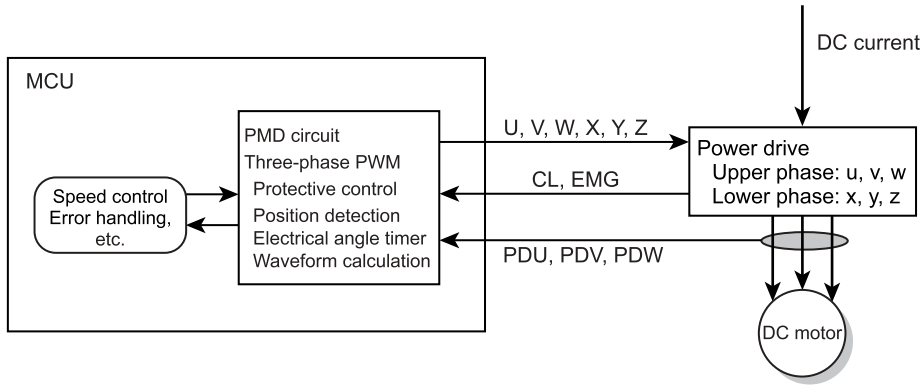 DC current
MCU
PMD circuit
Three-phase PWM
Protective control
Position detection
Electrical angle timer
Waveform calculation
Speed control
Error handling,
etc.
U, V, W, X, Y, Z
CL, EMG
PDU, PDV, PDW
Power drive
Upper phase: u, v, w
Lower phase: x, y, z
DC motor